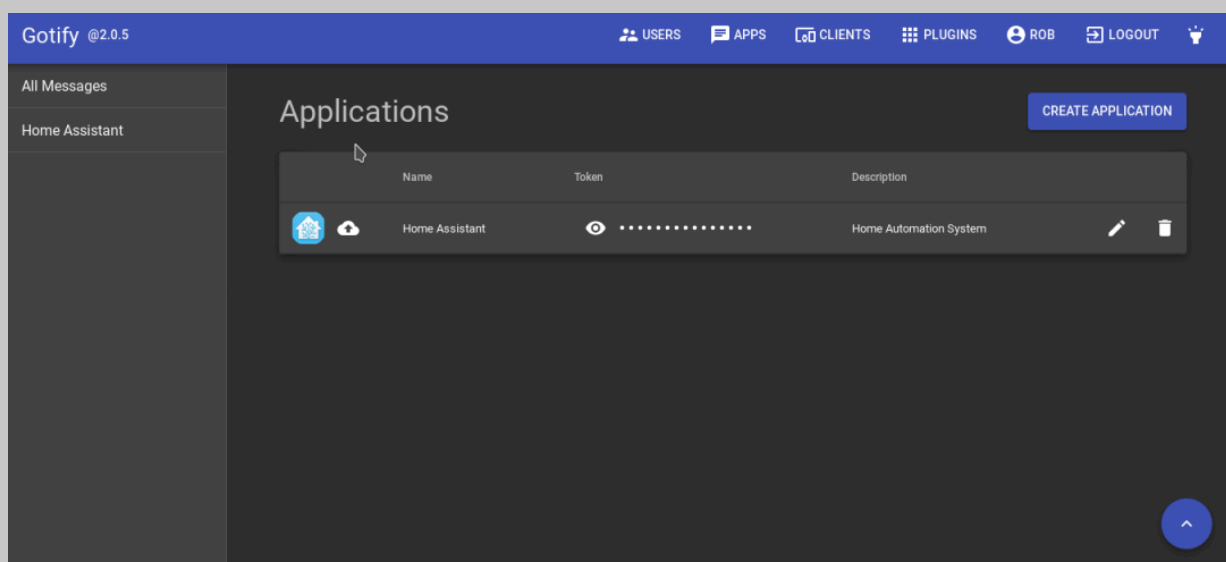 Gotify @2.0.5 USERS APPS CLIENTS PLUGINS ROB LOGOUT
All Messages
Home Assistant
Applications
CREATE APPLICATION
Name Token Description
Home Assistant ••••••••••••••• Home Automation System